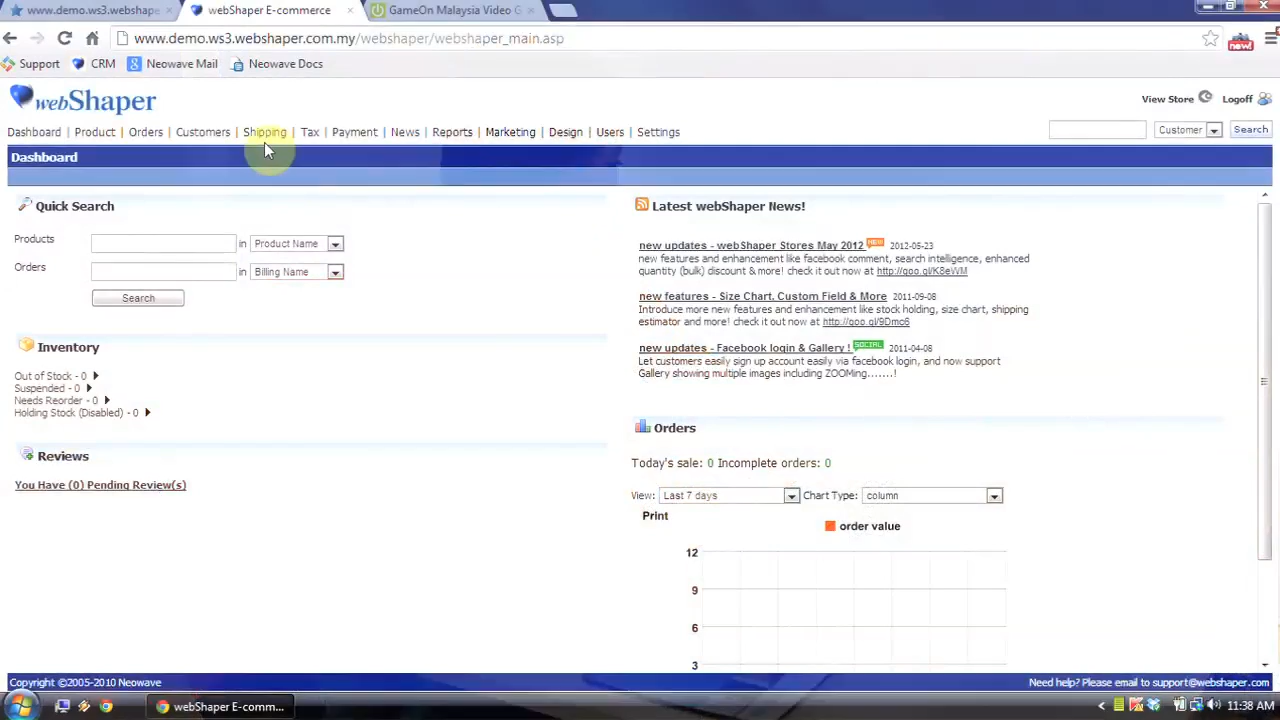 www.demo.ws3.webshape
webShaper E-commerce
GameOn Malaysia Video G
www.demo.ws3.webshaper.com.my/webshaper/webshaper_main.asp
new!
Support
CRM
Neowave Mail
Neowave Docs
webShaper
View Store
Logoff
Dashboard | Product | Orders | Customers | Shipping | Tax | Payment | News | Reports | Marketing | Design | Users | Settings
Customer
Search
Dashboard
Quick Search
Products
in
Product Name
Orders
in
Billing Name
Search
Inventory
Out of Stock - 0
Suspended - 0
Needs Reorder - 0
Holding Stock (Disabled) - 0
Reviews
You Have (0) Pending Review(s)
Latest webShaper News!
new updates - webShaper Stores May 2012 NEW 2012-05-23
new features and enhancement like facebook comment, search intelligence, enhanced
quantity (bulk) discount & more! check it out now at http://goo.gl/K8eWM
new features - Size Chart, Custom Field & More 2011-09-08
Introduce more new features and enhancement like stock holding, size chart, shipping
estimator and more! check it out now at http://goo.gl/9Dmc6
new updates - Facebook login & Gallery ! SOCIAL 2011-04-08
Let customers easily sign up account easily via facebook login, and now support
Gallery showing multiple images including ZOOMing.......!
Orders
Today's sale: 0 Incomplete orders: 0
View: Last 7 days Chart Type: column
Print
order value
12
9
6
3
Copyright ©2005-2010 Neowave
Need help? Please email to support@webshaper.com
webShaper E-comm...
11:38 AM